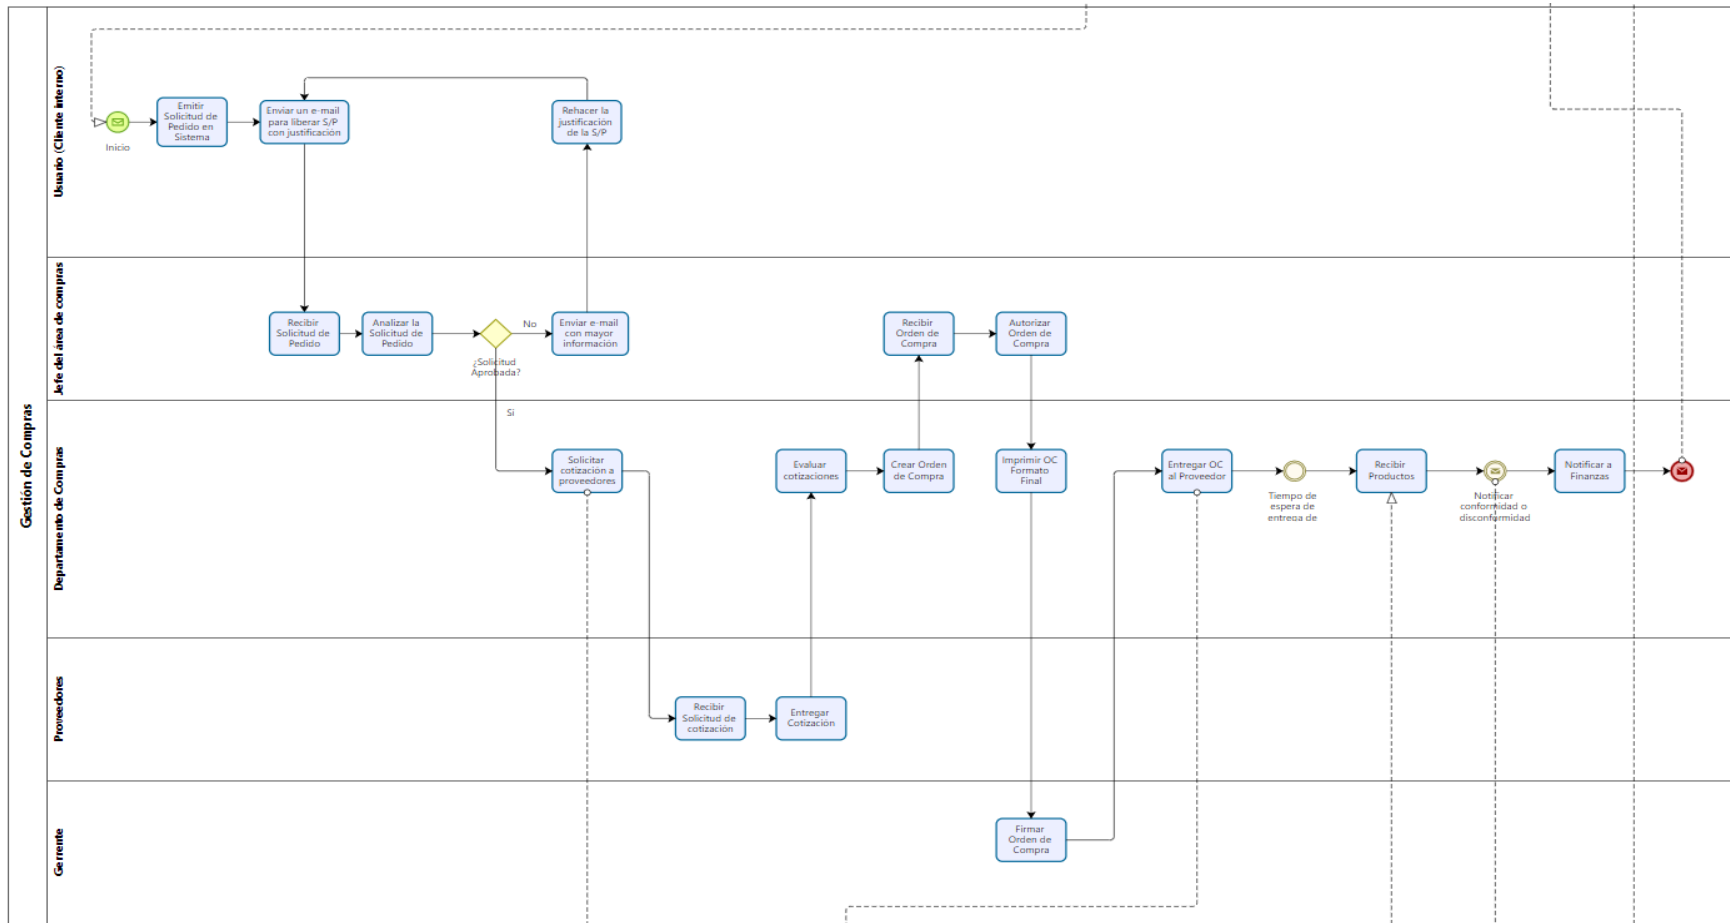 Gestión de Compras
Usuario (Cliente interno)
Inicio
Emitir
Solicitud de
Pedido en
Sistema
Enviar un e-mail
para liberar S/P
con justificación
Rehacer la
justificación
de la S/P
Jefe del área de compras
Recibir
Solicitud de
Pedido
Analizar la
Solicitud de
Pedido
¿Solicitud
Aprobada?
No
Sí
Enviar e-mail
con mayor
información
Recibir
Orden de
Compra
Autorizar
Orden de
Compra
Departamento de Compras
Solicitar
cotización a
proveedores
Evaluar
cotizaciones
Crear Orden
de Compra
Imprimir OC
Formato
Final
Entregar OC
al Proveedor
Tiempo de
espera de
entrega de
Recibir
Productos
Notificar
conformidad o
disconformidad
Notificar a
Finanzas
Proveedores
Recibir
Solicitud de
cotización
Entregar
Cotización
Gerente
Firmar
Orden de
Compra